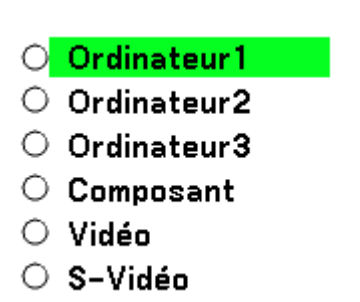 Ordinateur1
Ordinateur2
Ordinateur3
Composant
Vidéo
S-Vidéo